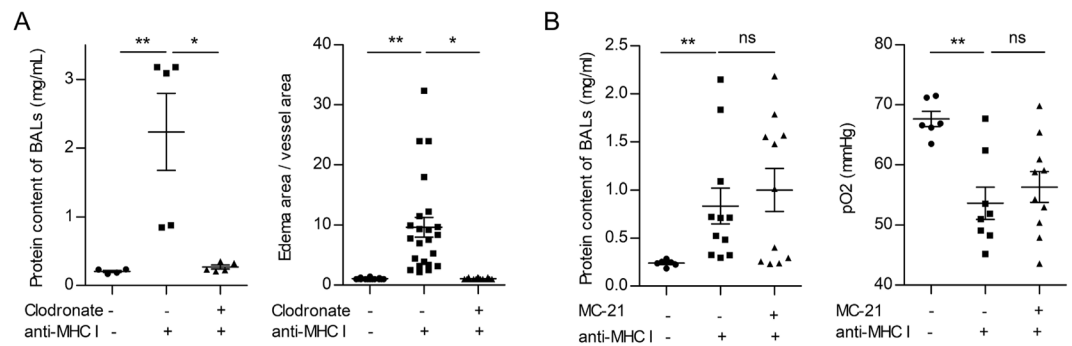 A
B
** *
** *
** ns
** ns
Protein content of BALs (mg/mL)
3
2
1
0
Edema area / vessel area
40
30
20
10
0
Protein content of BALs (mg/ml)
2.5
2.0
1.5
1.0
0.5
0.0
pO2 (mmHg)
80
70
60
50
40
Clodronate - - +
anti-MHC I - + +
Clodronate - - +
anti-MHC I - + +
MC-21 - - +
anti-MHC I - + +
MC-21 - - +
anti-MHC I - + +